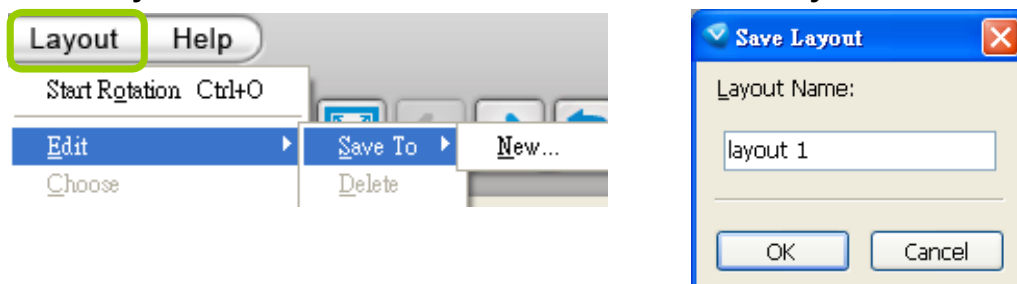 Layout Help
Start Rotation Ctrl+O
Edit Save To New...
Choose Delete
Save Layout
Layout Name:
layout 1
OK Cancel